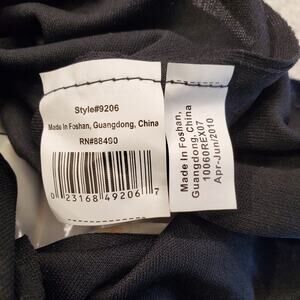 Style#9206
Made In Foshan, Guangdong, China
RN#88490
0 23168 49206 7
Made In Foshan,
Guangdong, China
10060REX07
Apr-Jun/2010